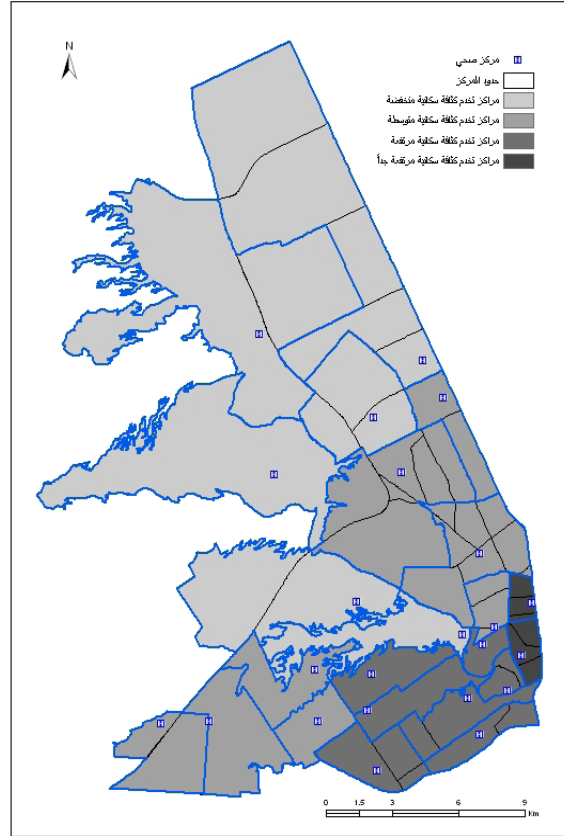 N
مركز صحي
حدود المركز
مراكز تخدم كثافة سكانية منخفضة
مراكز تخدم كثافة سكانية متوسطة
مراكز تخدم كثافة سكانية مرتفعة
مراكز تخدم كثافة سكانية مرتفعة جداً
0 1.5 3 6 9
Km